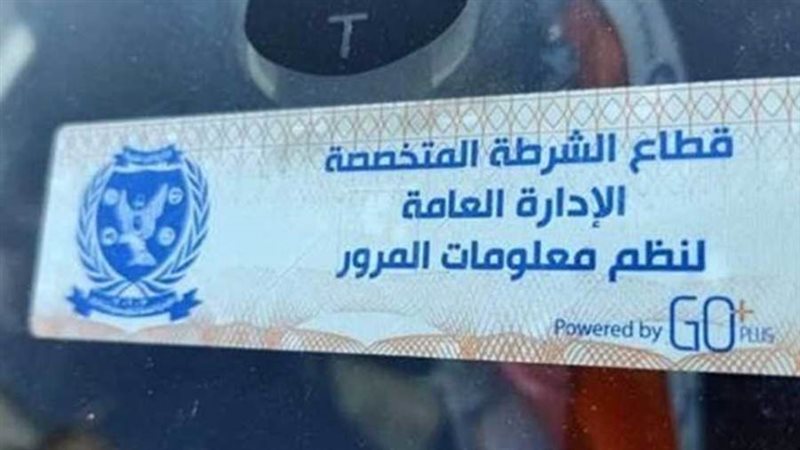 T
قطاع الشرطة المتخصصة
الإدارة العامة
لنظم معلومات المرور
Powered by GO+ PLUS